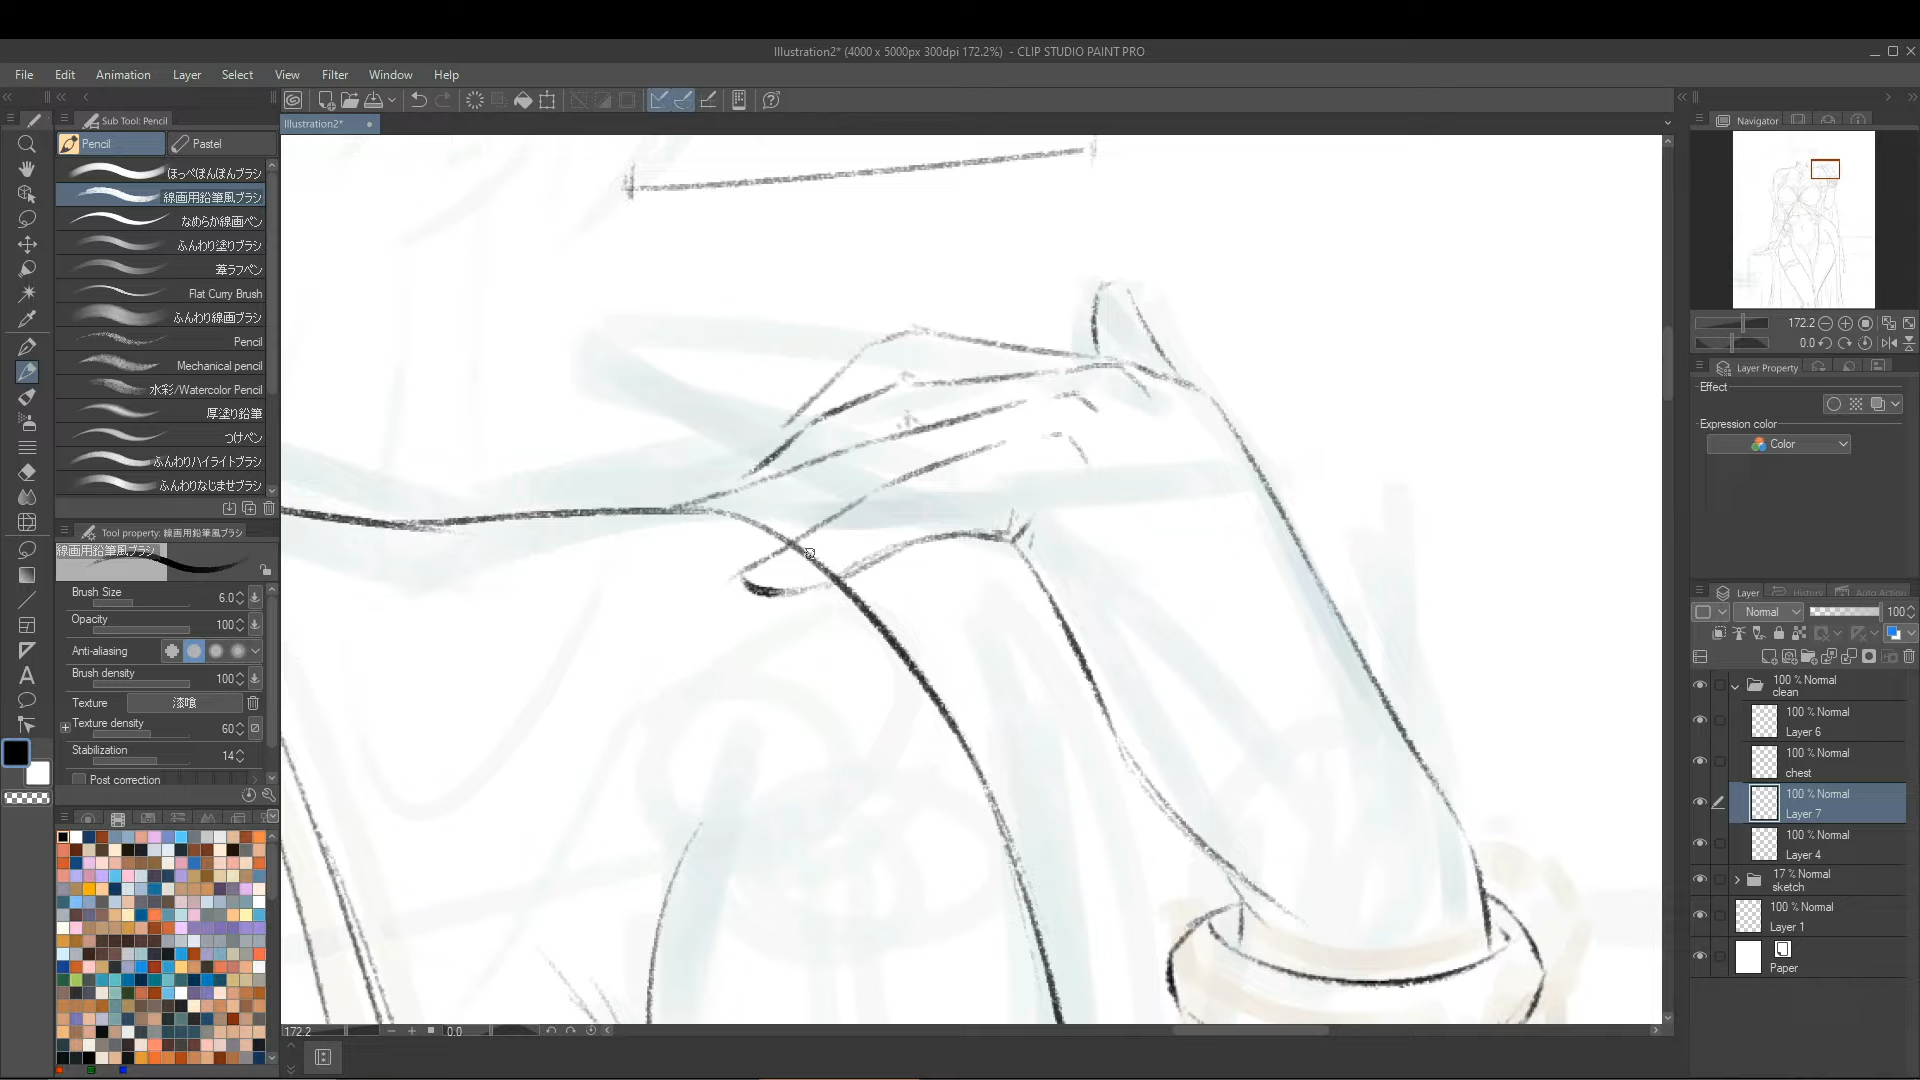 Illustration2* (4000 x 5000px 300dpi 172.2%) - CLIP STUDIO PAINT PRO
File Edit Animation Layer Select View Filter Window Help
Sub Tool: Pencil
Illustration2*
Navigator
Pencil
Pastel
ほっぺぽんぽんブラシ
線画用鉛筆風ブラシ
なめらか線画ペン
ふんわり塗りブラシ
Flat Curry Brush
ふんわり線画ブラシ
Pencil
Mechanical pencil
水彩/Watercolor Pencil
厚塗り鉛筆
つけペン
ふんわりハイライトブラシ
ふんわりなじませブラシ
Tool property: 線画用鉛筆風ブラシ
線画用鉛筆風ブラシ
Brush Size 6.0
Opacity 100
Anti-aliasing
Brush density 100
Texture 漆喰
Texture density 60
Stabilization 14
Post correction
172.2
0.0
172.2
0.0
Layer Property
Effect
Expression color
Color
Layer
History
Auto Action
Normal
100
100 % Normal
clean
100 % Normal
Layer 6
100 % Normal
chest
100 % Normal
Layer 7
100 % Normal
Layer 4
17 % Normal
sketch
100 % Normal
Layer 1
Paper